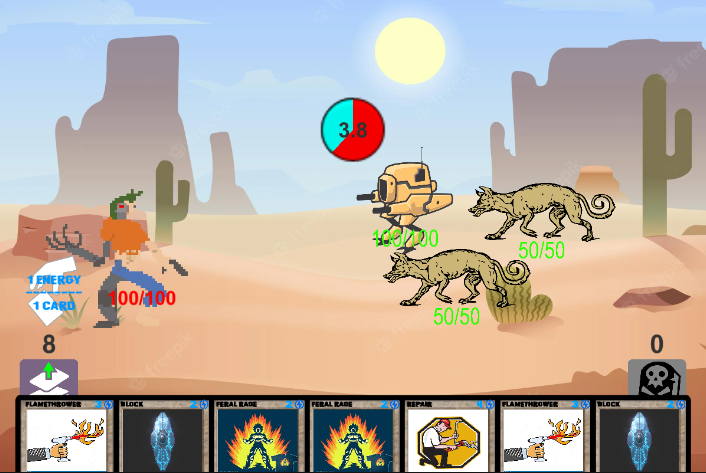 3.8
100/100
50/50
50/50
1 ENERGY
1 CARD
100/100
8
0
FLAMETHROWER
BLOCK
FERAL RAGE
FERAL RAGE
REPAIR
FLAMETHROWER
BLOCK